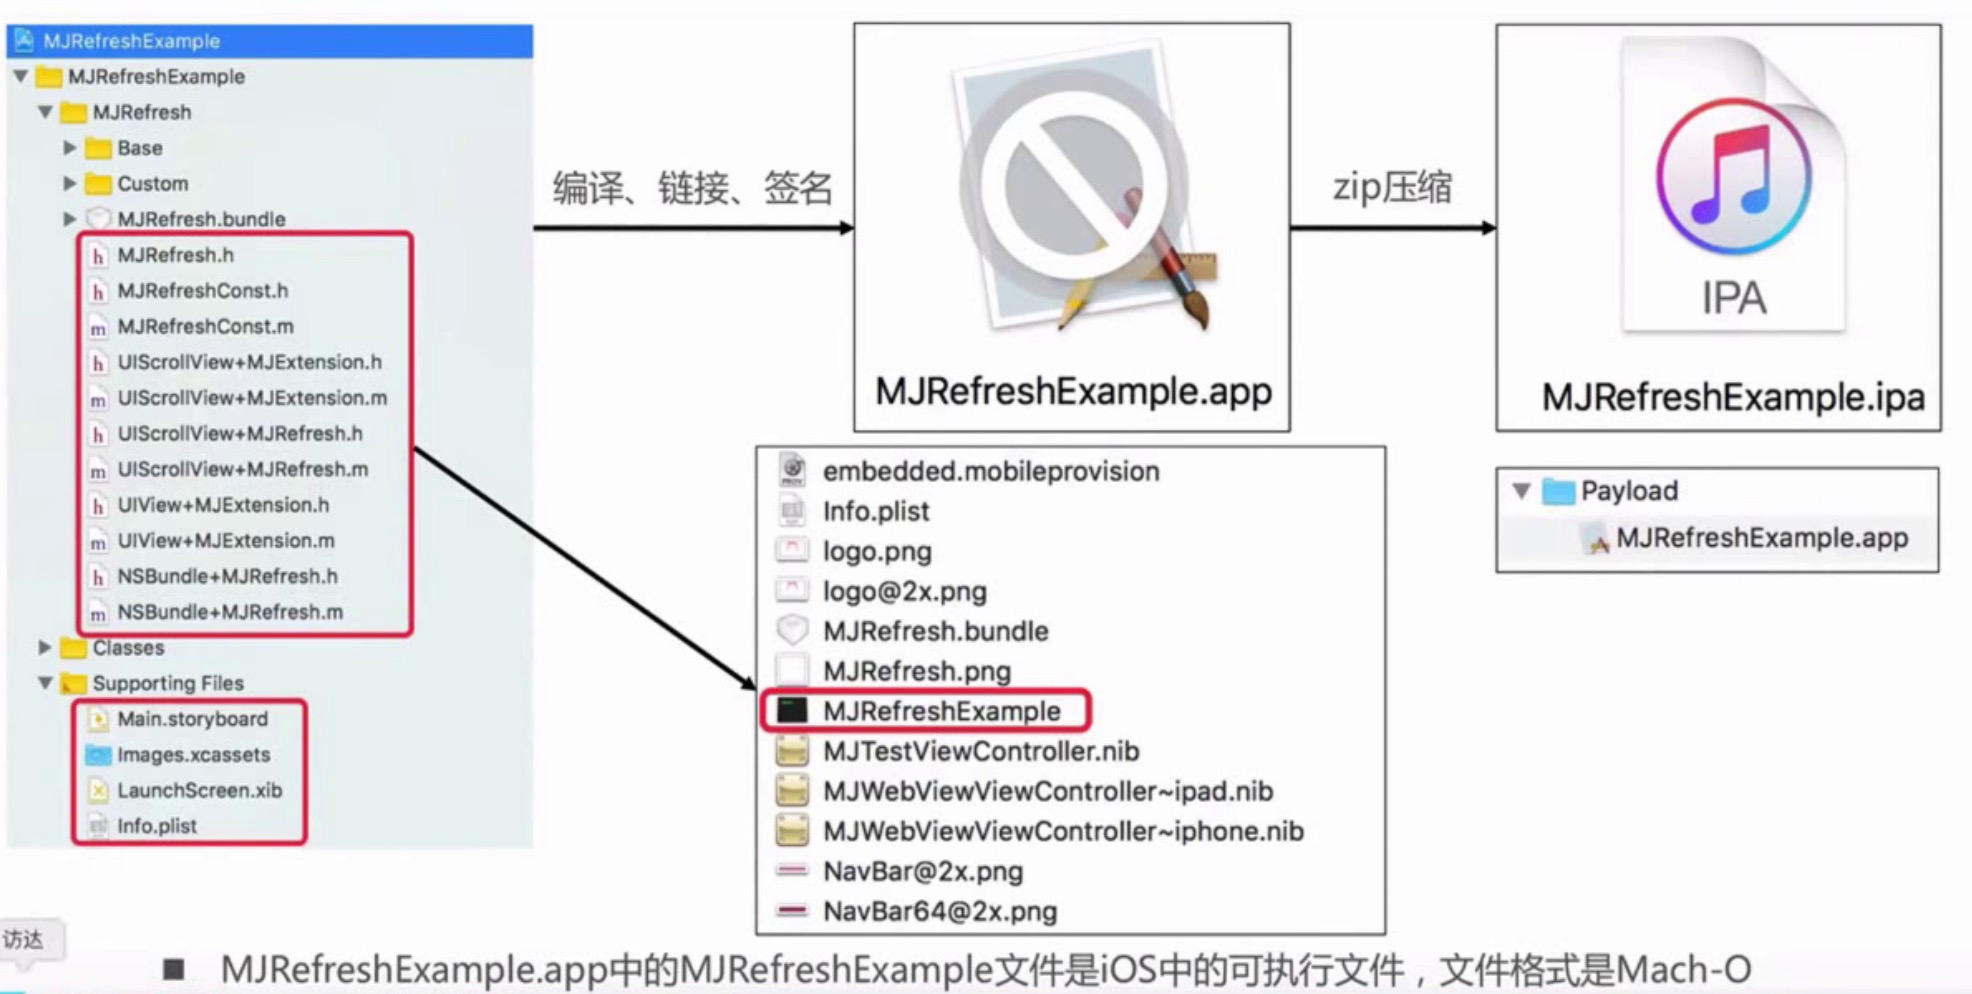 MJRefreshExample
MJRefreshExample
MJRefresh
Base
Custom
MJRefresh.bundle
MJRefresh.h
MJRefreshConst.h
MJRefreshConst.m
UIScrollView+MJExtension.h
UIScrollView+MJExtension.m
UIScrollView+MJRefresh.h
UIScrollView+MJRefresh.m
UIView+MJExtension.h
UIView+MJExtension.m
NSBundle+MJRefresh.h
NSBundle+MJRefresh.m
Classes
Supporting Files
Main.storyboard
Images.xcassets
LaunchScreen.xib
Info.plist
编译、链接、签名
MJRefreshExample.app
zip压缩
IPA
MJRefreshExample.ipa
embedded.mobileprovision
Info.plist
logo.png
logo@2x.png
MJRefresh.bundle
MJRefresh.png
MJRefreshExample
MJTestViewController.nib
MJWebViewViewController~ipad.nib
MJWebViewViewController~iphone.nib
NavBar@2x.png
NavBar64@2x.png
Payload
MJRefreshExample.app
访达
■ MJRefreshExample.app中的MJRefreshExample文件是iOS中的可执行文件，文件格式是Mach-O